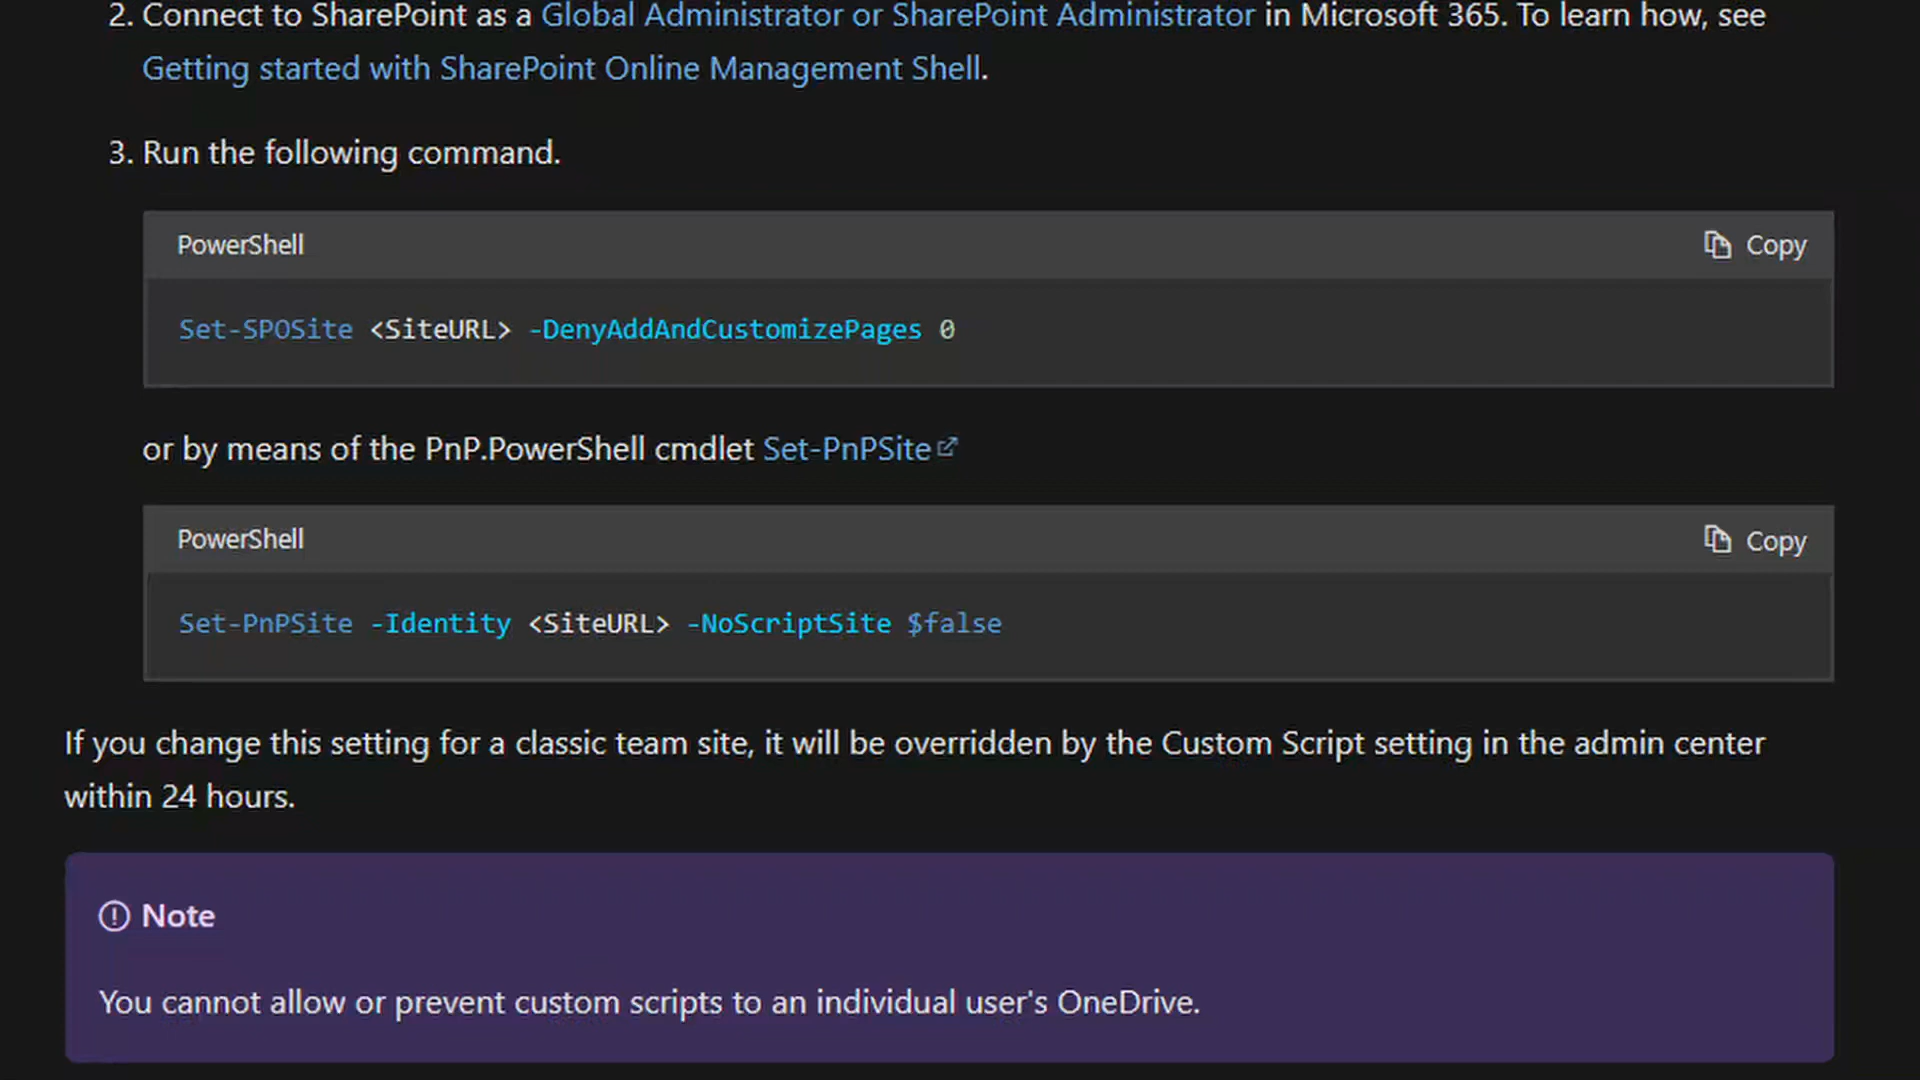 2. Connect to SharePoint as a Global Administrator or SharePoint Administrator in Microsoft 365. To learn how, see
Getting started with SharePoint Online Management Shell.
3. Run the following command.
PowerShell
Copy
Set-SPOSite <SiteURL> -DenyAddAndCustomizePages 0
or by means of the PnP.PowerShell cmdlet Set-PnPSite
PowerShell
Copy
Set-PnPSite -Identity <SiteURL> -NoScriptSite $false
If you change this setting for a classic team site, it will be overridden by the Custom Script setting in the admin center
within 24 hours.
Note
You cannot allow or prevent custom scripts to an individual user's OneDrive.